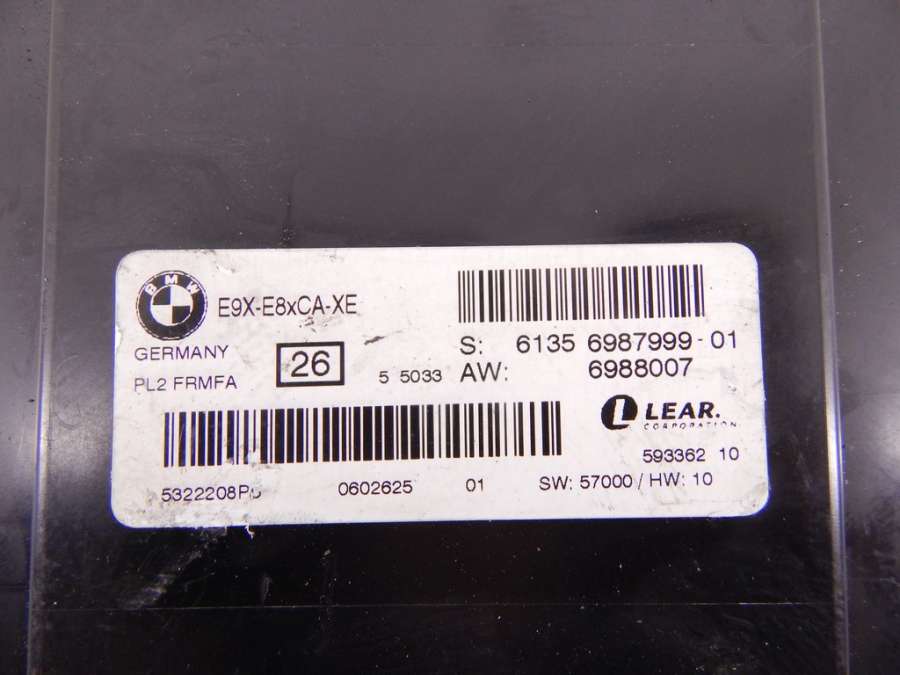 BMW
E9X-E8xCA-XE
GERMANY
26
PL2 FRMFA
5 5033
S: 6135 6987999-01
AW: 6988007
LEAR.
CORPORATION
593362 10
0602625
01
SW: 57000 / HW: 10